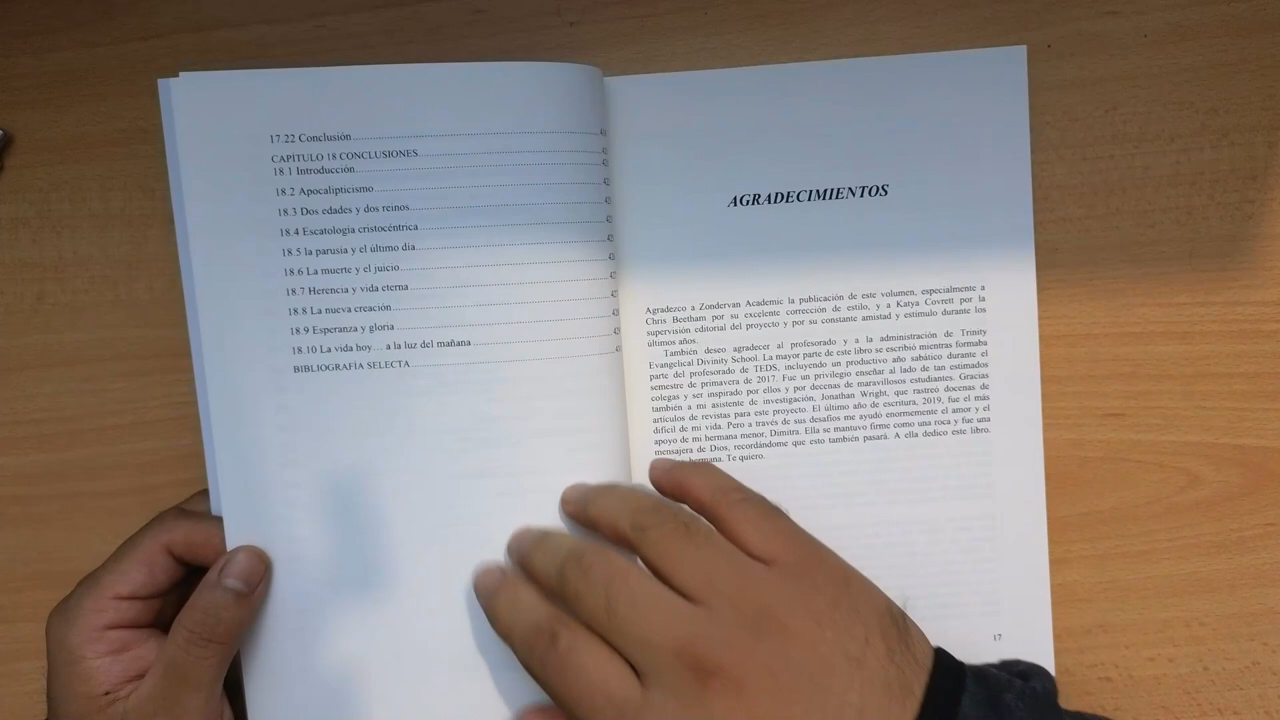 17.22 Conclusión
CAPÍTULO 18 CONCLUSIONES
18.1 Introducción
18.2 Apocalipticismo
18.3 Dos edades y dos reinos
18.4 Escatología cristocéntrica
18.5 la parusía y el último día
18.6 La muerte y el juicio
18.7 Herencia y vida eterna
18.8 La nueva creación
18.9 Esperanza y gloria
18.10 La vida hoy… a la luz del mañana
BIBLIOGRAFÍA SELECTA
AGRADECIMIENTOS
Agradezco a Zondervan Academic la publicación de este volumen, especialmente a
Chris Beetham por su excelente corrección de estilo, y a Katya Covrett por la
supervisión editorial del proyecto y por su constante amistad y estímulo durante los
últimos años.
También deseo agradecer al profesorado y a la administración de Trinity
Evangelical Divinity School. La mayor parte de este libro se escribió mientras formaba
parte del profesorado de TEDS, incluyendo un productivo año sabático durante el
semestre de primavera de 2017. Fue un privilegio enseñar al lado de tan estimados
colegas y ser inspirado por ellos y por decenas de maravillosos estudiantes. Gracias
también a mi asistente de investigación, Jonathan Wright, que rastreó docenas de
artículos de revistas para este proyecto. El último año de escritura, 2019, fue el más
difícil de mi vida. Pero a través de sus desafíos me ayudó enormemente el amor y el
apoyo de mi hermana menor, Dimitra. Ella se mantuvo firme como una roca y fue una
mensajera de Dios, recordándome que esto también pasará. A ella dedico este libro.
hermana. Te quiero.
17